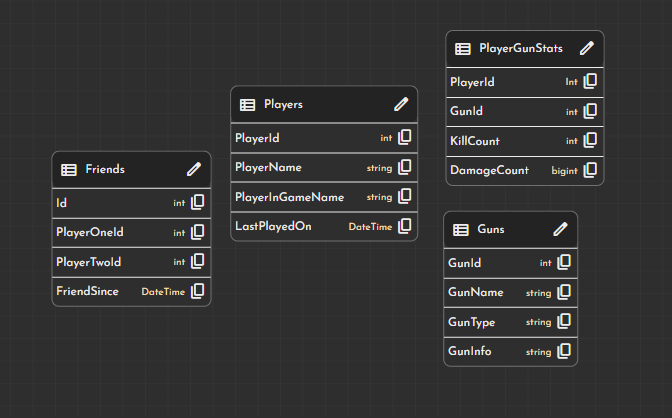 Friends
Id int
PlayerOneId int
PlayerTwoId int
FriendSince DateTime
Players
PlayerId int
PlayerName string
PlayerInGameName string
LastPlayedOn DateTime
PlayerGunStats
PlayerId Int
GunId int
KillCount int
DamageCount bigint
Guns
GunId int
GunName string
GunType string
GunInfo string